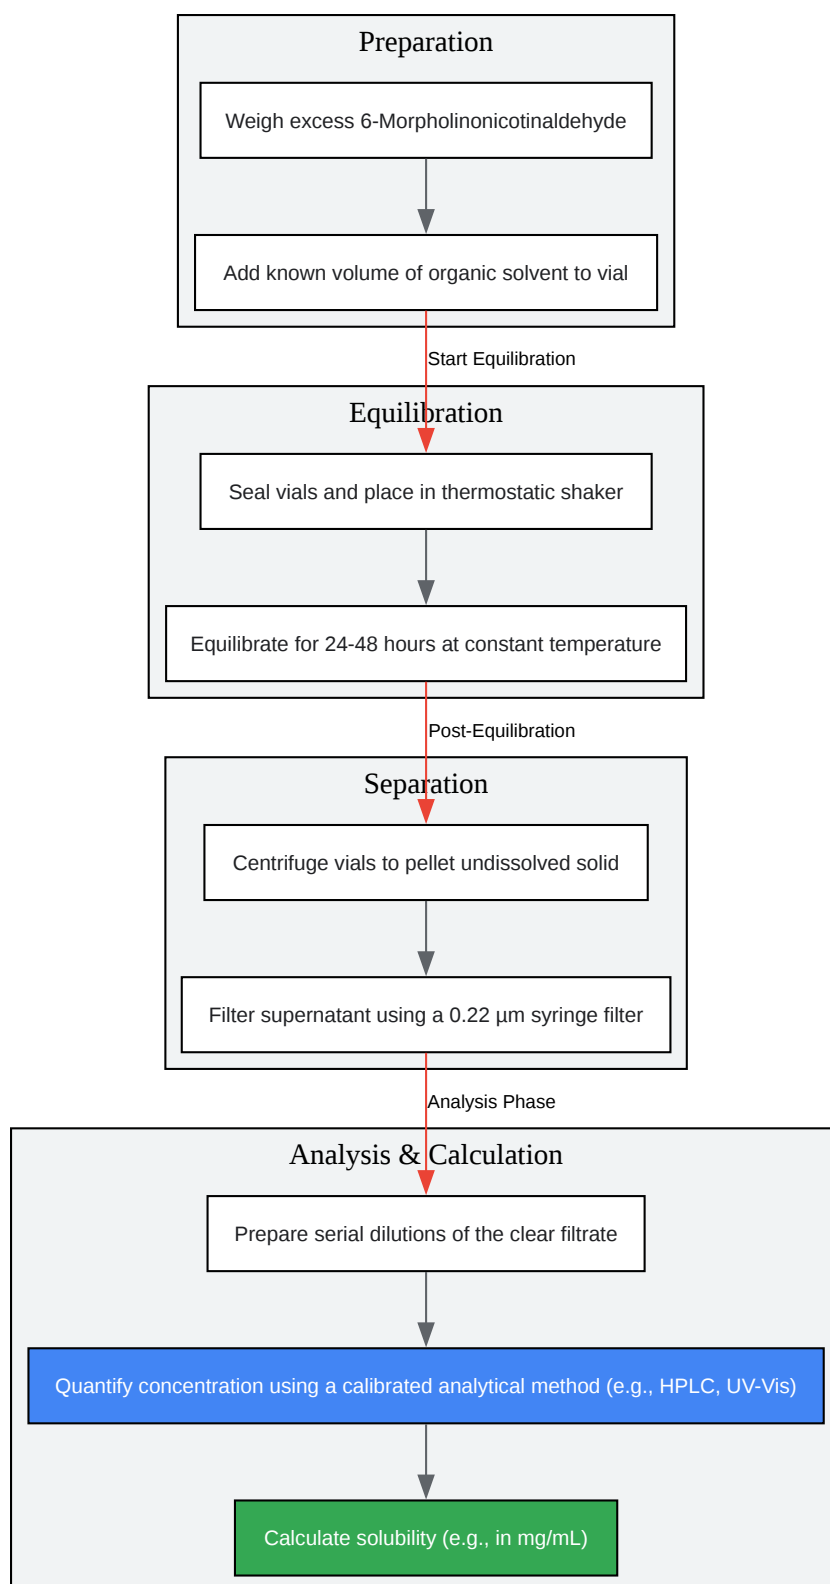 Preparation
Weigh excess 6-Morpholinonicotinaldehyde
Add known volume of organic solvent to vial
Start Equilibration
Equilibration
Seal vials and place in thermostatic shaker
Equilibrate for 24-48 hours at constant temperature
Post-Equilibration
Separation
Centrifuge vials to pellet undissolved solid
Filter supernatant using a 0.22 µm syringe filter
Analysis Phase
Analysis & Calculation
Prepare serial dilutions of the clear filtrate
Quantify concentration using a calibrated analytical method (e.g., HPLC, UV-Vis)
Calculate solubility (e.g., in mg/mL)